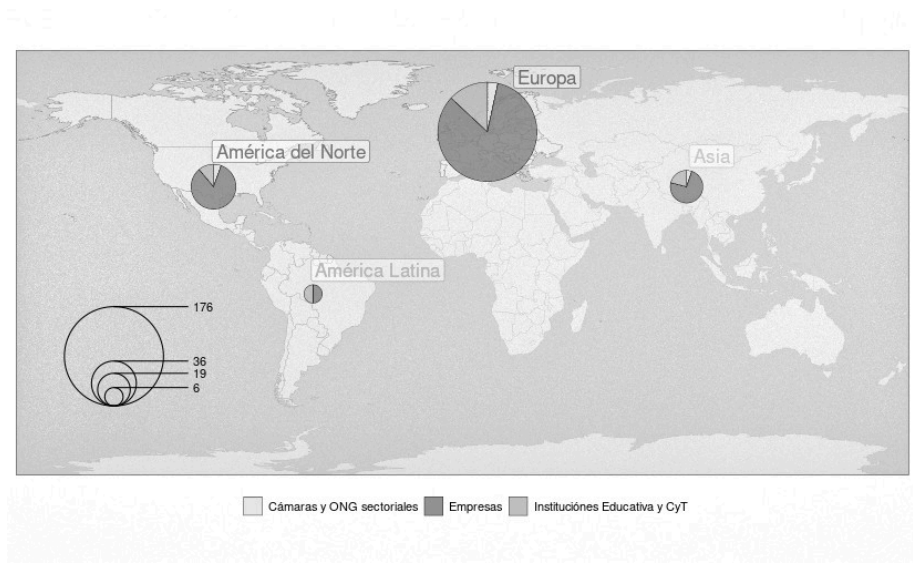 Europa
América del Norte
Asia
América Latina
176
36
19
6
Cámaras y ONG sectoriales Empresas Instituciónes Educativa y CyT